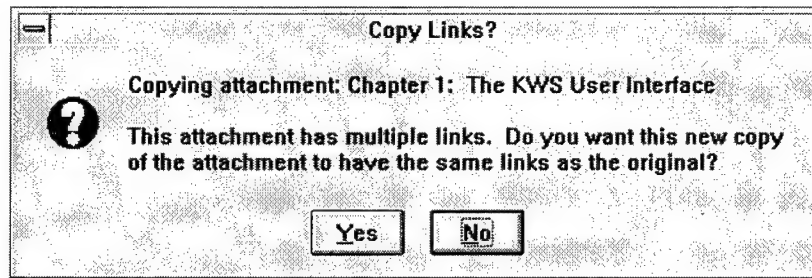 Copy Links?
Copying attachment: Chapter 1: The KWS User Interface
This attachment has multiple links. Do you want this new copy
of the attachment to have the same links as the original?
Yes No